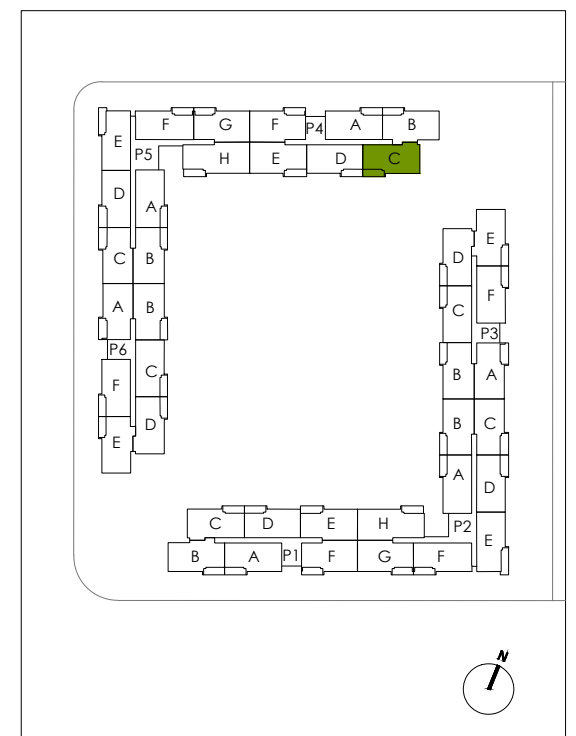 F G F P4 A B
E P5 H E D C
D A
C B
A B
P6
F C
E D
E
D F
C P3
B A
B C
A D
C D E H P2
B A P1 F G F E
N